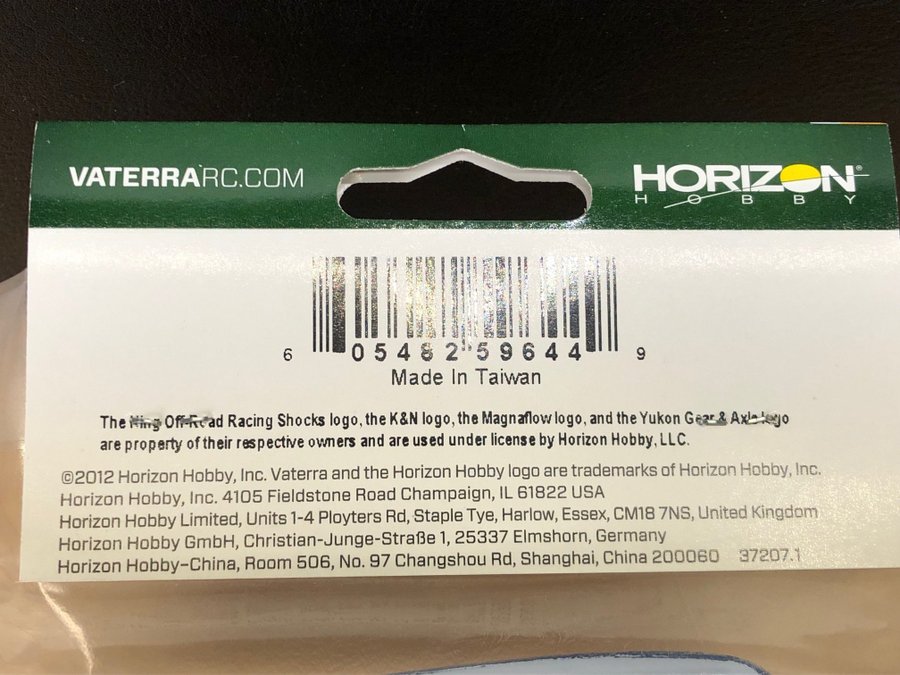 VATERRARC.COM
HORIZON®
HOBBY
6 05482 59644 9
Made In Taiwan
The King Off-Road Racing Shocks logo, the K&N logo, the Magnaflow logo, and the Yukon Gear & Axle logo
are property of their respective owners and are used under license by Horizon Hobby, LLC.
©2012 Horizon Hobby, Inc. Vaterra and the Horizon Hobby logo are trademarks of Horizon Hobby, Inc.
Horizon Hobby, Inc. 4105 Fieldstone Road Champaign, IL 61822 USA
Horizon Hobby Limited, Units 1-4 Ployters Rd, Staple Tye, Harlow, Essex, CM18 7NS, United Kingdom
Horizon Hobby GmbH, Christian-Junge-Straße 1, 25337 Elmshorn, Germany
Horizon Hobby-China, Room 506, No. 97 Changshou Rd, Shanghai, China 200060 37207.1